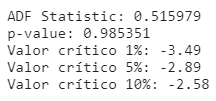 ADF Statistic: 0.515979
p-value: 0.985351
Valor crítico 1%: -3.49
Valor crítico 5%: -2.89
Valor crítico 10%: -2.58